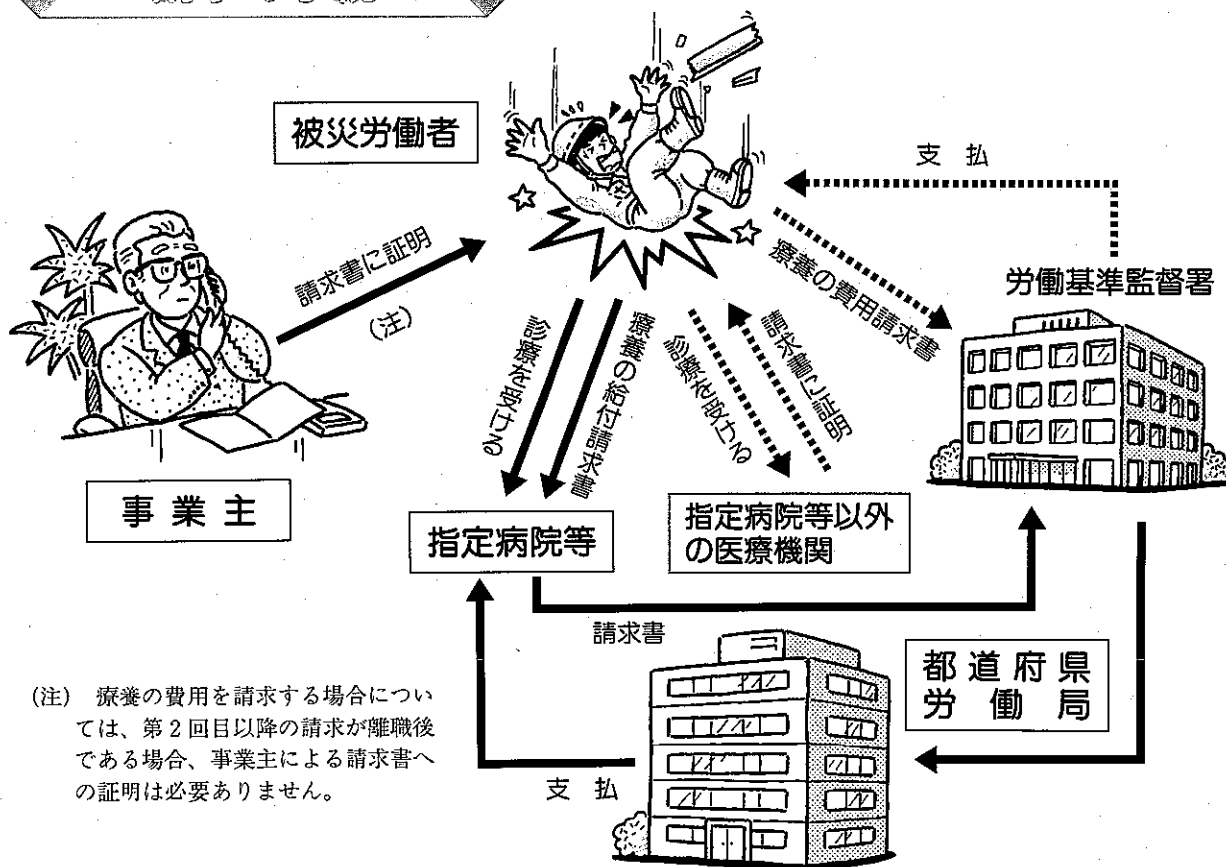 被災労働者
支払
請求書に証明
(注)
療養の費用請求書
労働基準監督署
診療を受ける
療養の給付請求書
診療を受ける
請求書に証明
事業主
指定病院等
指定病院等以外
の医療機関
請求書
都道府県
労働局
(注) 療養の費用を請求する場合につい
ては、第2回目以降の請求が離職後
である場合、事業主による請求書へ
の証明は必要ありません。
支払